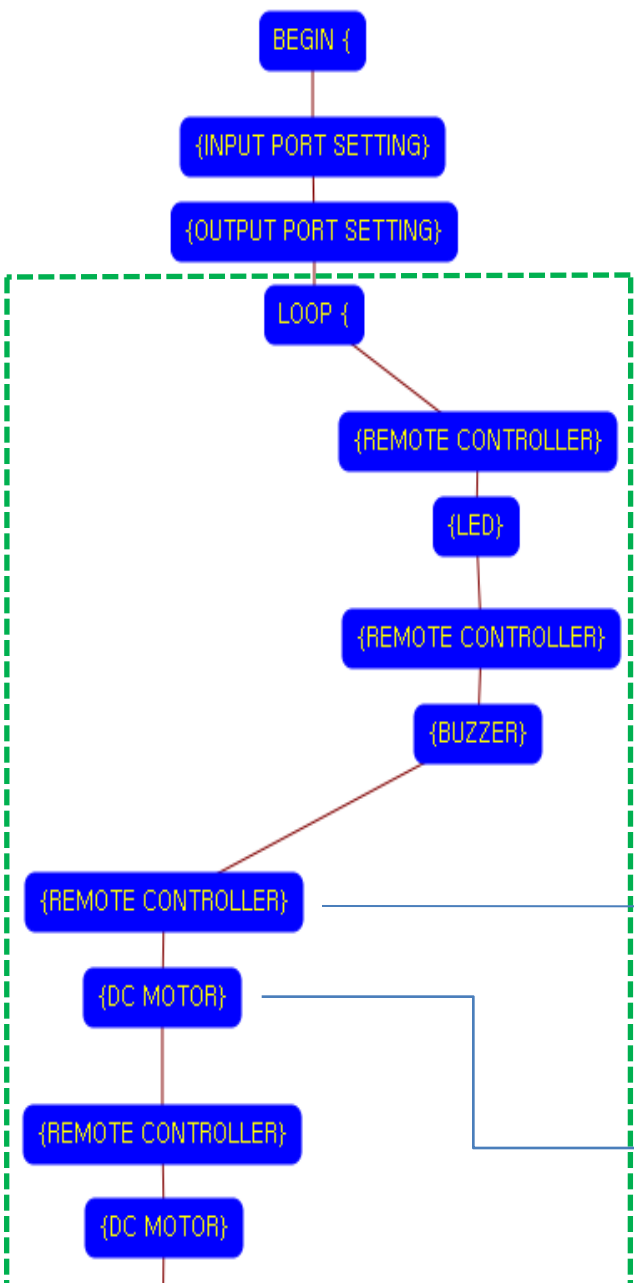 BEGIN {
{INPUT PORT SETTING}
{OUTPUT PORT SETTING}
LOOP {
{REMOTE CONTROLLER}
{LED}
{REMOTE CONTROLLER}
{BUZZER}
{REMOTE CONTROLLER}
{DC MOTOR}
{REMOTE CONTROLLER}
{DC MOTOR}